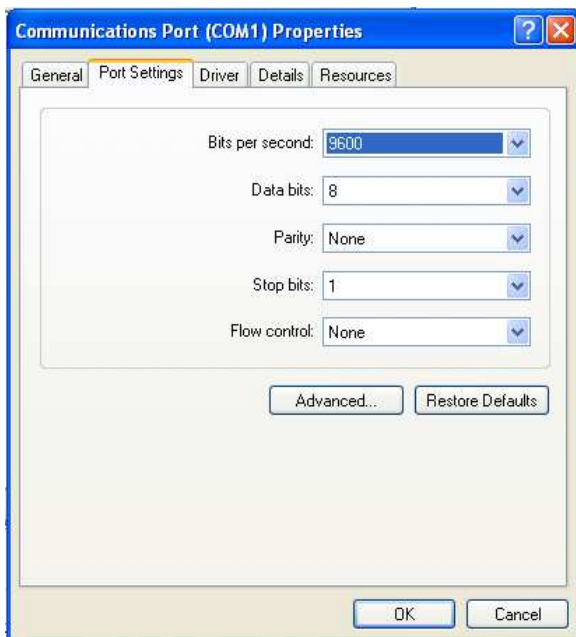 Communications Port (COM1) Properties
General Port Settings Driver Details Resources
Bits per second: 9600
Data bits: 8
Parity: None
Stop bits: 1
Flow control: None
Advanced... Restore Defaults
OK Cancel